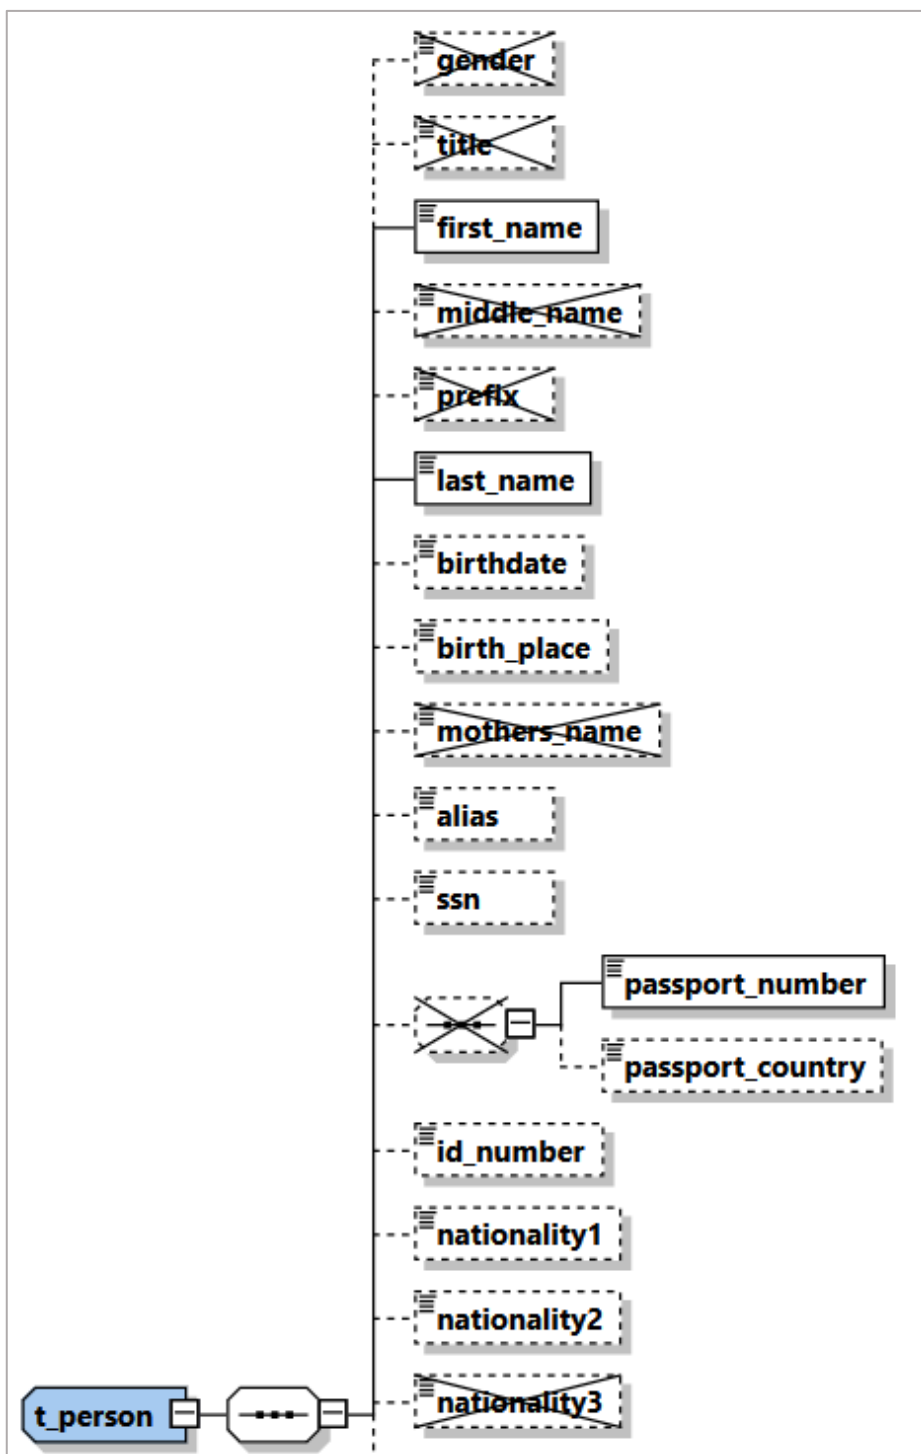 gender
title
first_name
middle_name
prefix
last_name
birthdate
birth_place
mothers_name
alias
ssn
passport_number
passport_country
id_number
nationality1
nationality2
nationality3
t_person